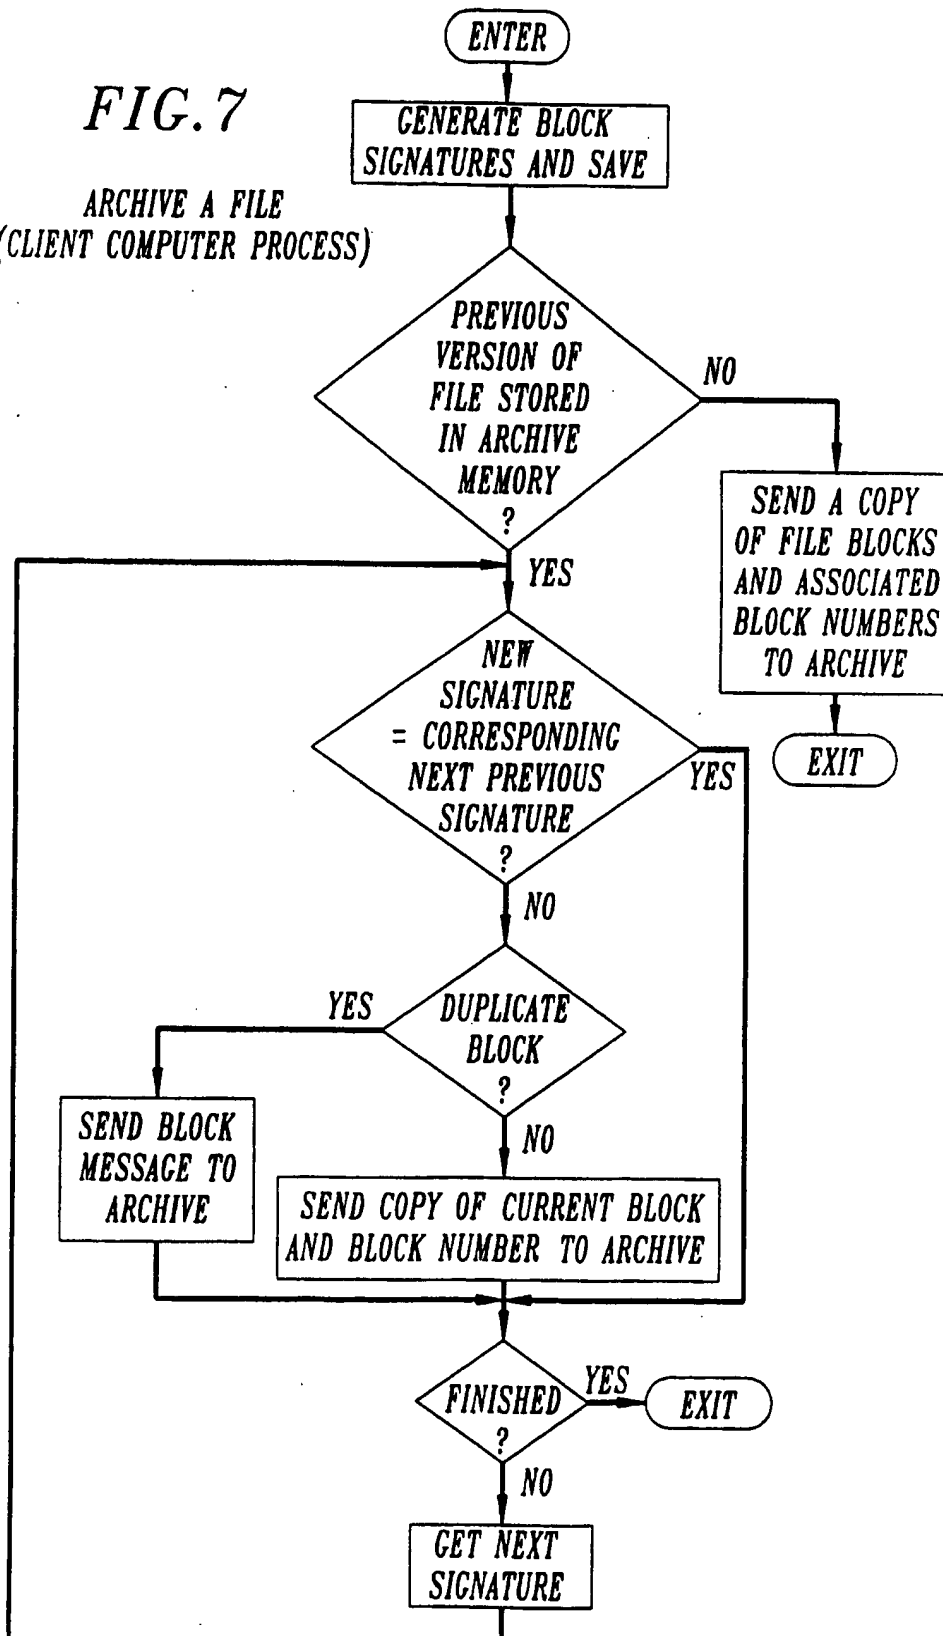 ENTER
FIG. 7
GENERATE BLOCK
SIGNATURES AND SAVE
ARCHIVE A FILE
(CLIENT COMPUTER PROCESS)
PREVIOUS
VERSION OF
FILE STORED
IN ARCHIVE
MEMORY
?
NO
SEND A COPY
OF FILE BLOCKS
AND ASSOCIATED
BLOCK NUMBERS
TO ARCHIVE
EXIT
YES
NEW
SIGNATURE
= CORRESPONDING
NEXT PREVIOUS
SIGNATURE
?
YES
NO
DUPLICATE
BLOCK
?
YES
SEND BLOCK
MESSAGE TO
ARCHIVE
NO
SEND COPY OF CURRENT BLOCK
AND BLOCK NUMBER TO ARCHIVE
FINISHED
?
YES
EXIT
NO
GET NEXT
SIGNATURE